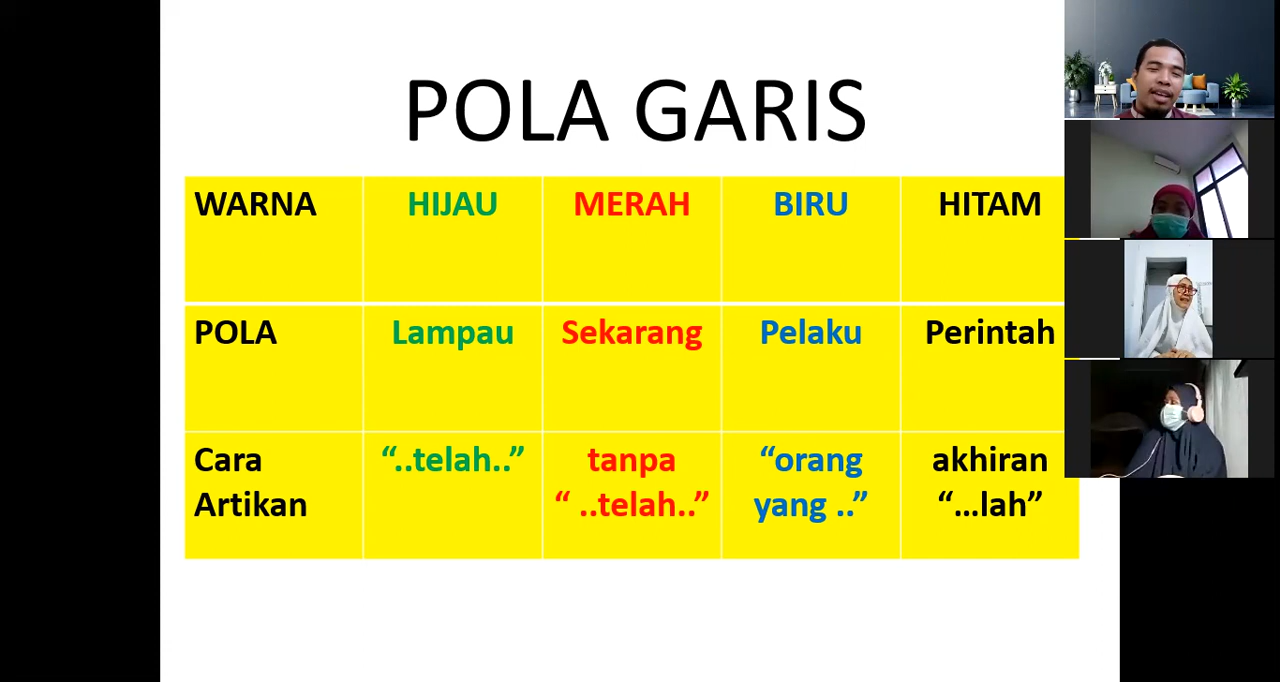 POLA GARIS
WARNA HIJAU MERAH BIRU HITAM
POLA Lampau Sekarang Pelaku Perintah
Cara “..telah..” tanpa “orang akhiran
Artikan “ ..telah..” yang ..” “...lah”